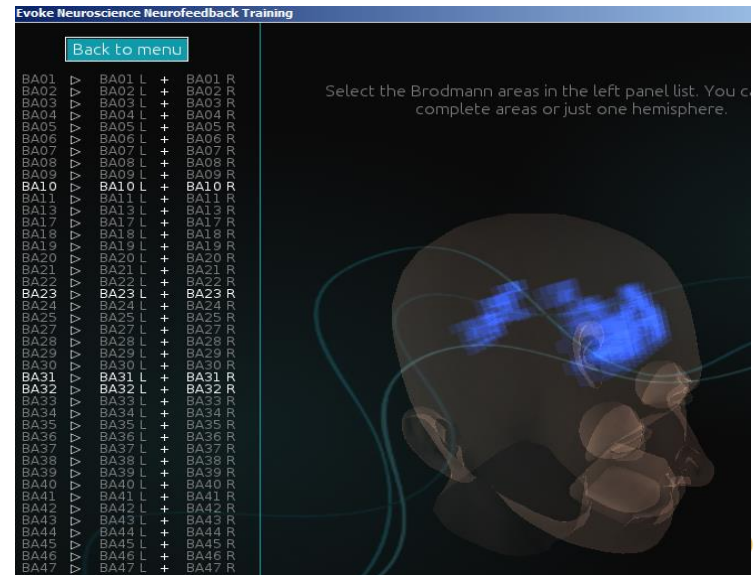 Evoke Neuroscience Neurofeedback Training
Back to menu
Select the Brodmann areas in the left panel list. You ca
complete areas or just one hemisphere.
BA01 ▷ BA01 L + BA01 R
BA02 ▷ BA02 L + BA02 R
BA03 ▷ BA03 L + BA03 R
BA04 ▷ BA04 L + BA04 R
BA05 ▷ BA05 L + BA05 R
BA06 ▷ BA06 L + BA06 R
BA07 ▷ BA07 L + BA07 R
BA08 ▷ BA08 L + BA08 R
BA09 ▷ BA09 L + BA09 R
BA10 ▷ BA10 L + BA10 R
BA11 ▷ BA11 L + BA11 R
BA13 ▷ BA13 L + BA13 R
BA17 ▷ BA17 L + BA17 R
BA18 ▷ BA18 L + BA18 R
BA19 ▷ BA19 L + BA19 R
BA20 ▷ BA20 L + BA20 R
BA21 ▷ BA21 L + BA21 R
BA22 ▷ BA22 L + BA22 R
BA23 ▷ BA23 L + BA23 R
BA24 ▷ BA24 L + BA24 R
BA25 ▷ BA25 L + BA25 R
BA27 ▷ BA27 L + BA27 R
BA28 ▷ BA28 L + BA28 R
BA29 ▷ BA29 L + BA29 R
BA30 ▷ BA30 L + BA30 R
BA31 ▷ BA31 L + BA31 R
BA32 ▷ BA32 L + BA32 R
BA33 ▷ BA33 L + BA33 R
BA34 ▷ BA34 L + BA34 R
BA35 ▷ BA35 L + BA35 R
BA36 ▷ BA36 L + BA36 R
BA37 ▷ BA37 L + BA37 R
BA38 ▷ BA38 L + BA38 R
BA39 ▷ BA39 L + BA39 R
BA40 ▷ BA40 L + BA40 R
BA41 ▷ BA41 L + BA41 R
BA42 ▷ BA42 L + BA42 R
BA43 ▷ BA43 L + BA43 R
BA44 ▷ BA44 L + BA44 R
BA45 ▷ BA45 L + BA45 R
BA46 ▷ BA46 L + BA46 R
BA47 ▷ BA47 L + BA47 R